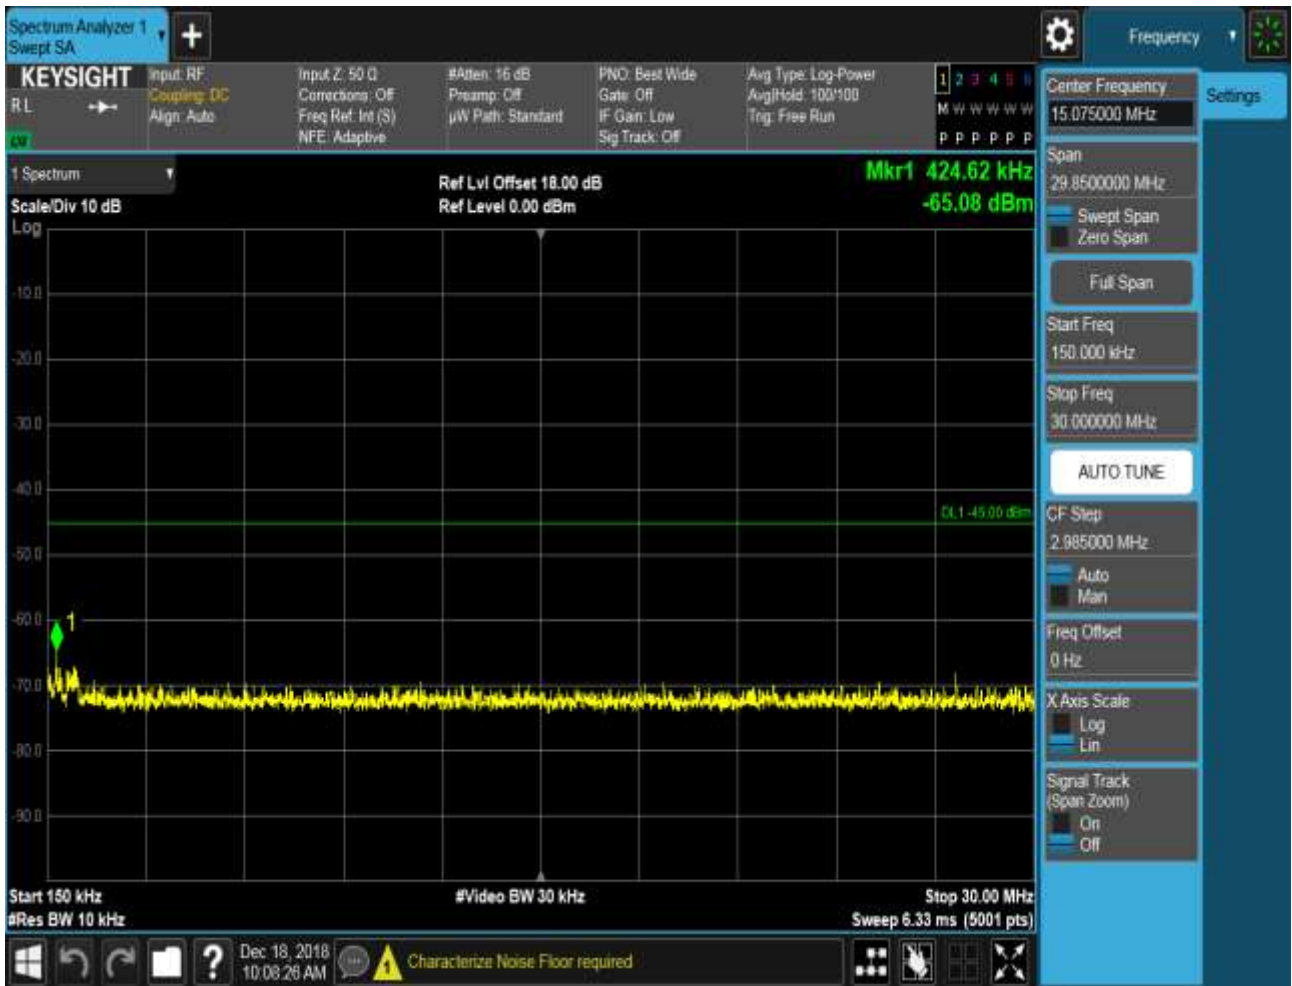 Spectrum Analyzer 1
Swept SA
+
Frequency
KEYSIGHT
RL
Input: RF
Coupling: DC
Align: Auto
Input Z: 50 Ω
Corrections: Off
Freq Ref: Int (S)
NFE: Adaptive
#Atten: 16 dB
Preamp: Off
µW Path: Standard
PNO: Best Wide
Gate: Off
IF Gain: Low
Sig Track: Off
Avg Type: Log-Power
Avg|Hold: 100/100
Trig: Free Run
1 2 3 4 5 6
M W W W W W
P P P P P P
1 Spectrum
Scale/Div 10 dB
Log
Ref Lvl Offset 18.00 dB
Ref Level 0.00 dBm
Mkr1 424.62 kHz
-65.08 dBm
-10.0
-20.0
-30.0
-40.0
-50.0
-60.0
-70.0
-80.0
-90.0
DL1 -45.00 dBm
1
Start 150 kHz
#Res BW 10 kHz
#Video BW 30 kHz
Stop 30.00 MHz
Sweep 6.33 ms (5001 pts)
Center Frequency
15.075000 MHz
Settings
Span
29.8500000 MHz
Swept Span
Zero Span
Full Span
Start Freq
150.000 kHz
Stop Freq
30.000000 MHz
AUTO TUNE
CF Step
2.985000 MHz
Auto
Man
Freq Offset
0 Hz
X Axis Scale
Log
Lin
Signal Track
(Span Zoom)
On
Off
?
Dec 18, 2018
10:08:26 AM
Characterize Noise Floor required